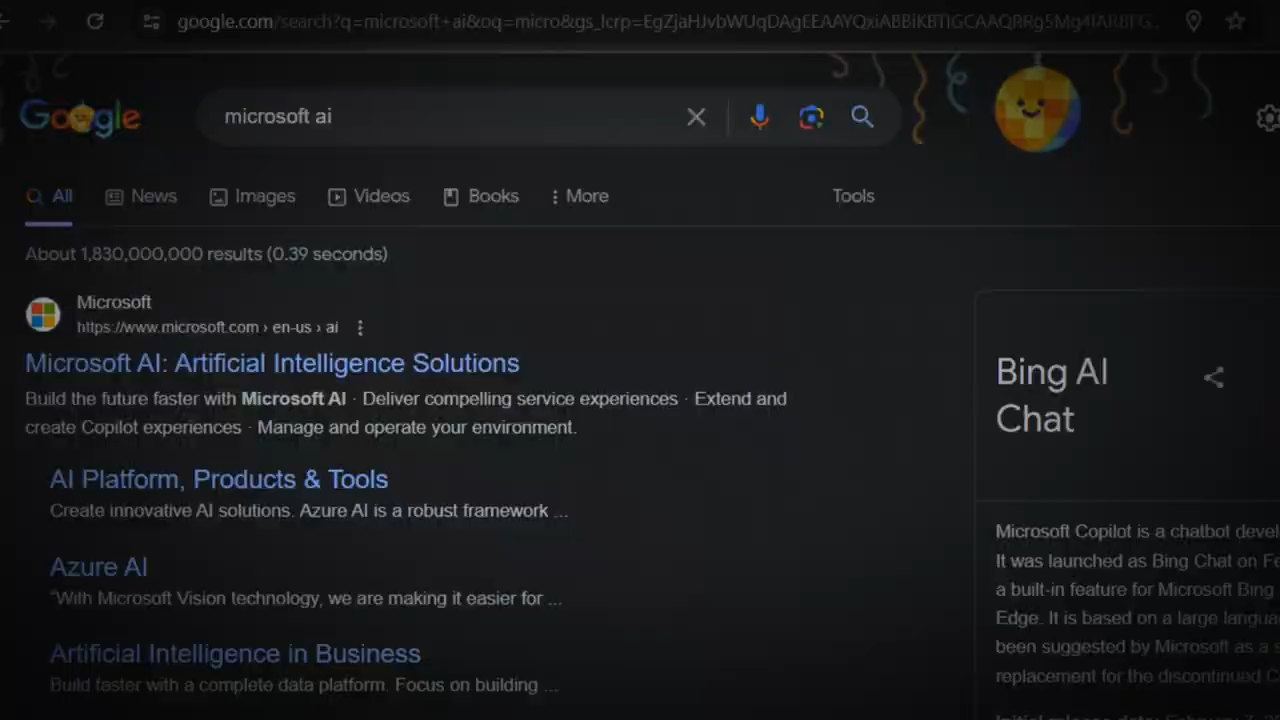 google.com/search?q=microsoft+ai&oq=micro&gs_lcrp=
Google
microsoft ai
All News Images Videos Books More Tools
About 1,830,000,000 results (0.39 seconds)
Microsoft
https://www.microsoft.com › en-us › ai
Microsoft AI: Artificial Intelligence Solutions
Build the future faster with Microsoft AI · Deliver compelling service experiences · Extend and
create Copilot experiences · Manage and operate your environment.
AI Platform, Products & Tools
Create innovative AI solutions. Azure AI is a robust framework ...
Azure AI
"With Microsoft Vision technology, we are making it easier for ...
Artificial Intelligence in Business
Build faster with a complete data platform. Focus on building ...
Bing AI
Chat
Microsoft Copilot is a chatbot devel
It was launched as Bing Chat on Fe
a built-in feature for Microsoft Bing
Edge. It is based on a large langua
been suggested by Microsoft as a s
replacement for the discontinued C